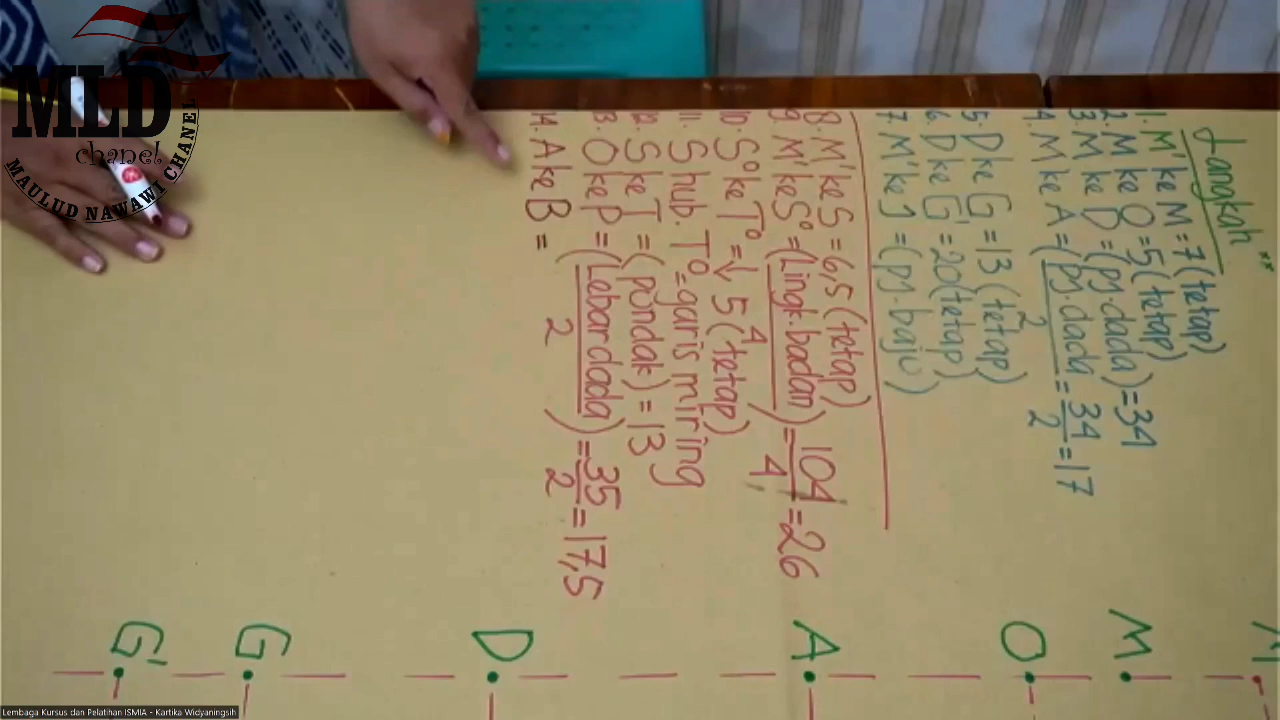 Langkah"
1. M' ke M = 7 (tetap)
2. M ke O = 5 (tetap)
3 M ke D = (pj. dada) = 34
4. M ke A = (pj. dada / 2) = 34 / 2 = 17
5. D ke G = 13 (tetap)
6. D ke G' = 20 (tetap)
7 M' ke J = (pj. baju)
8. M' ke S = 6,5 (tetap)
9 M' ke S° = (Lingk. badan / 4) = 104 / 4 = 26
10. S° ke T° = ↓ 5 (tetap)
11. S hub. T° = garis miring
12. S ke T = (pundak) = 13
13. O ke P = (Lebar dada / 2) = 35 / 2 = 17,5
14. A ke B =
M
O
A
D
G
G'
MLD
chanel
MAULUD NAWAWI CHANEL
Lembaga Kursus dan Pelatihan ISMIA - Kartika Widyaningsih